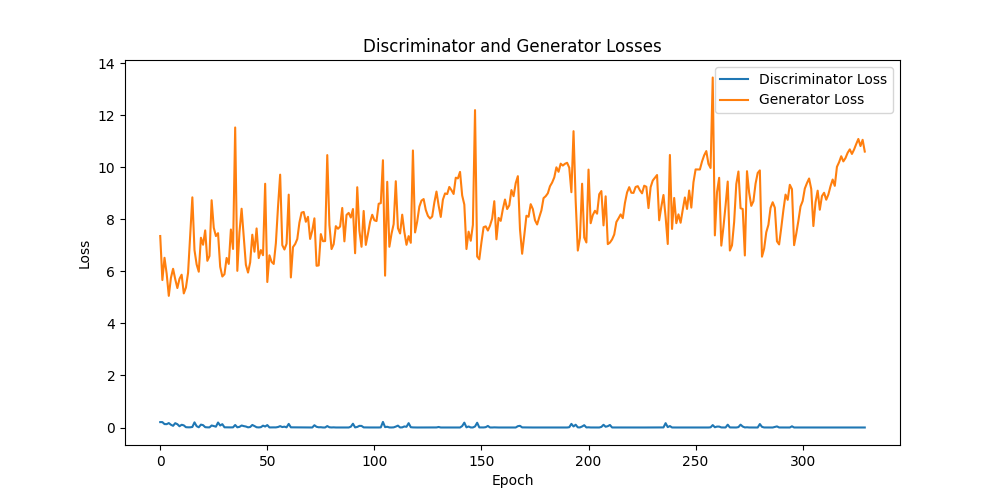 Discriminator and Generator Losses
Discriminator Loss
Generator Loss
14
12
10
8
6
4
2
0
Loss
0 50 100 150 200 250 300
Epoch